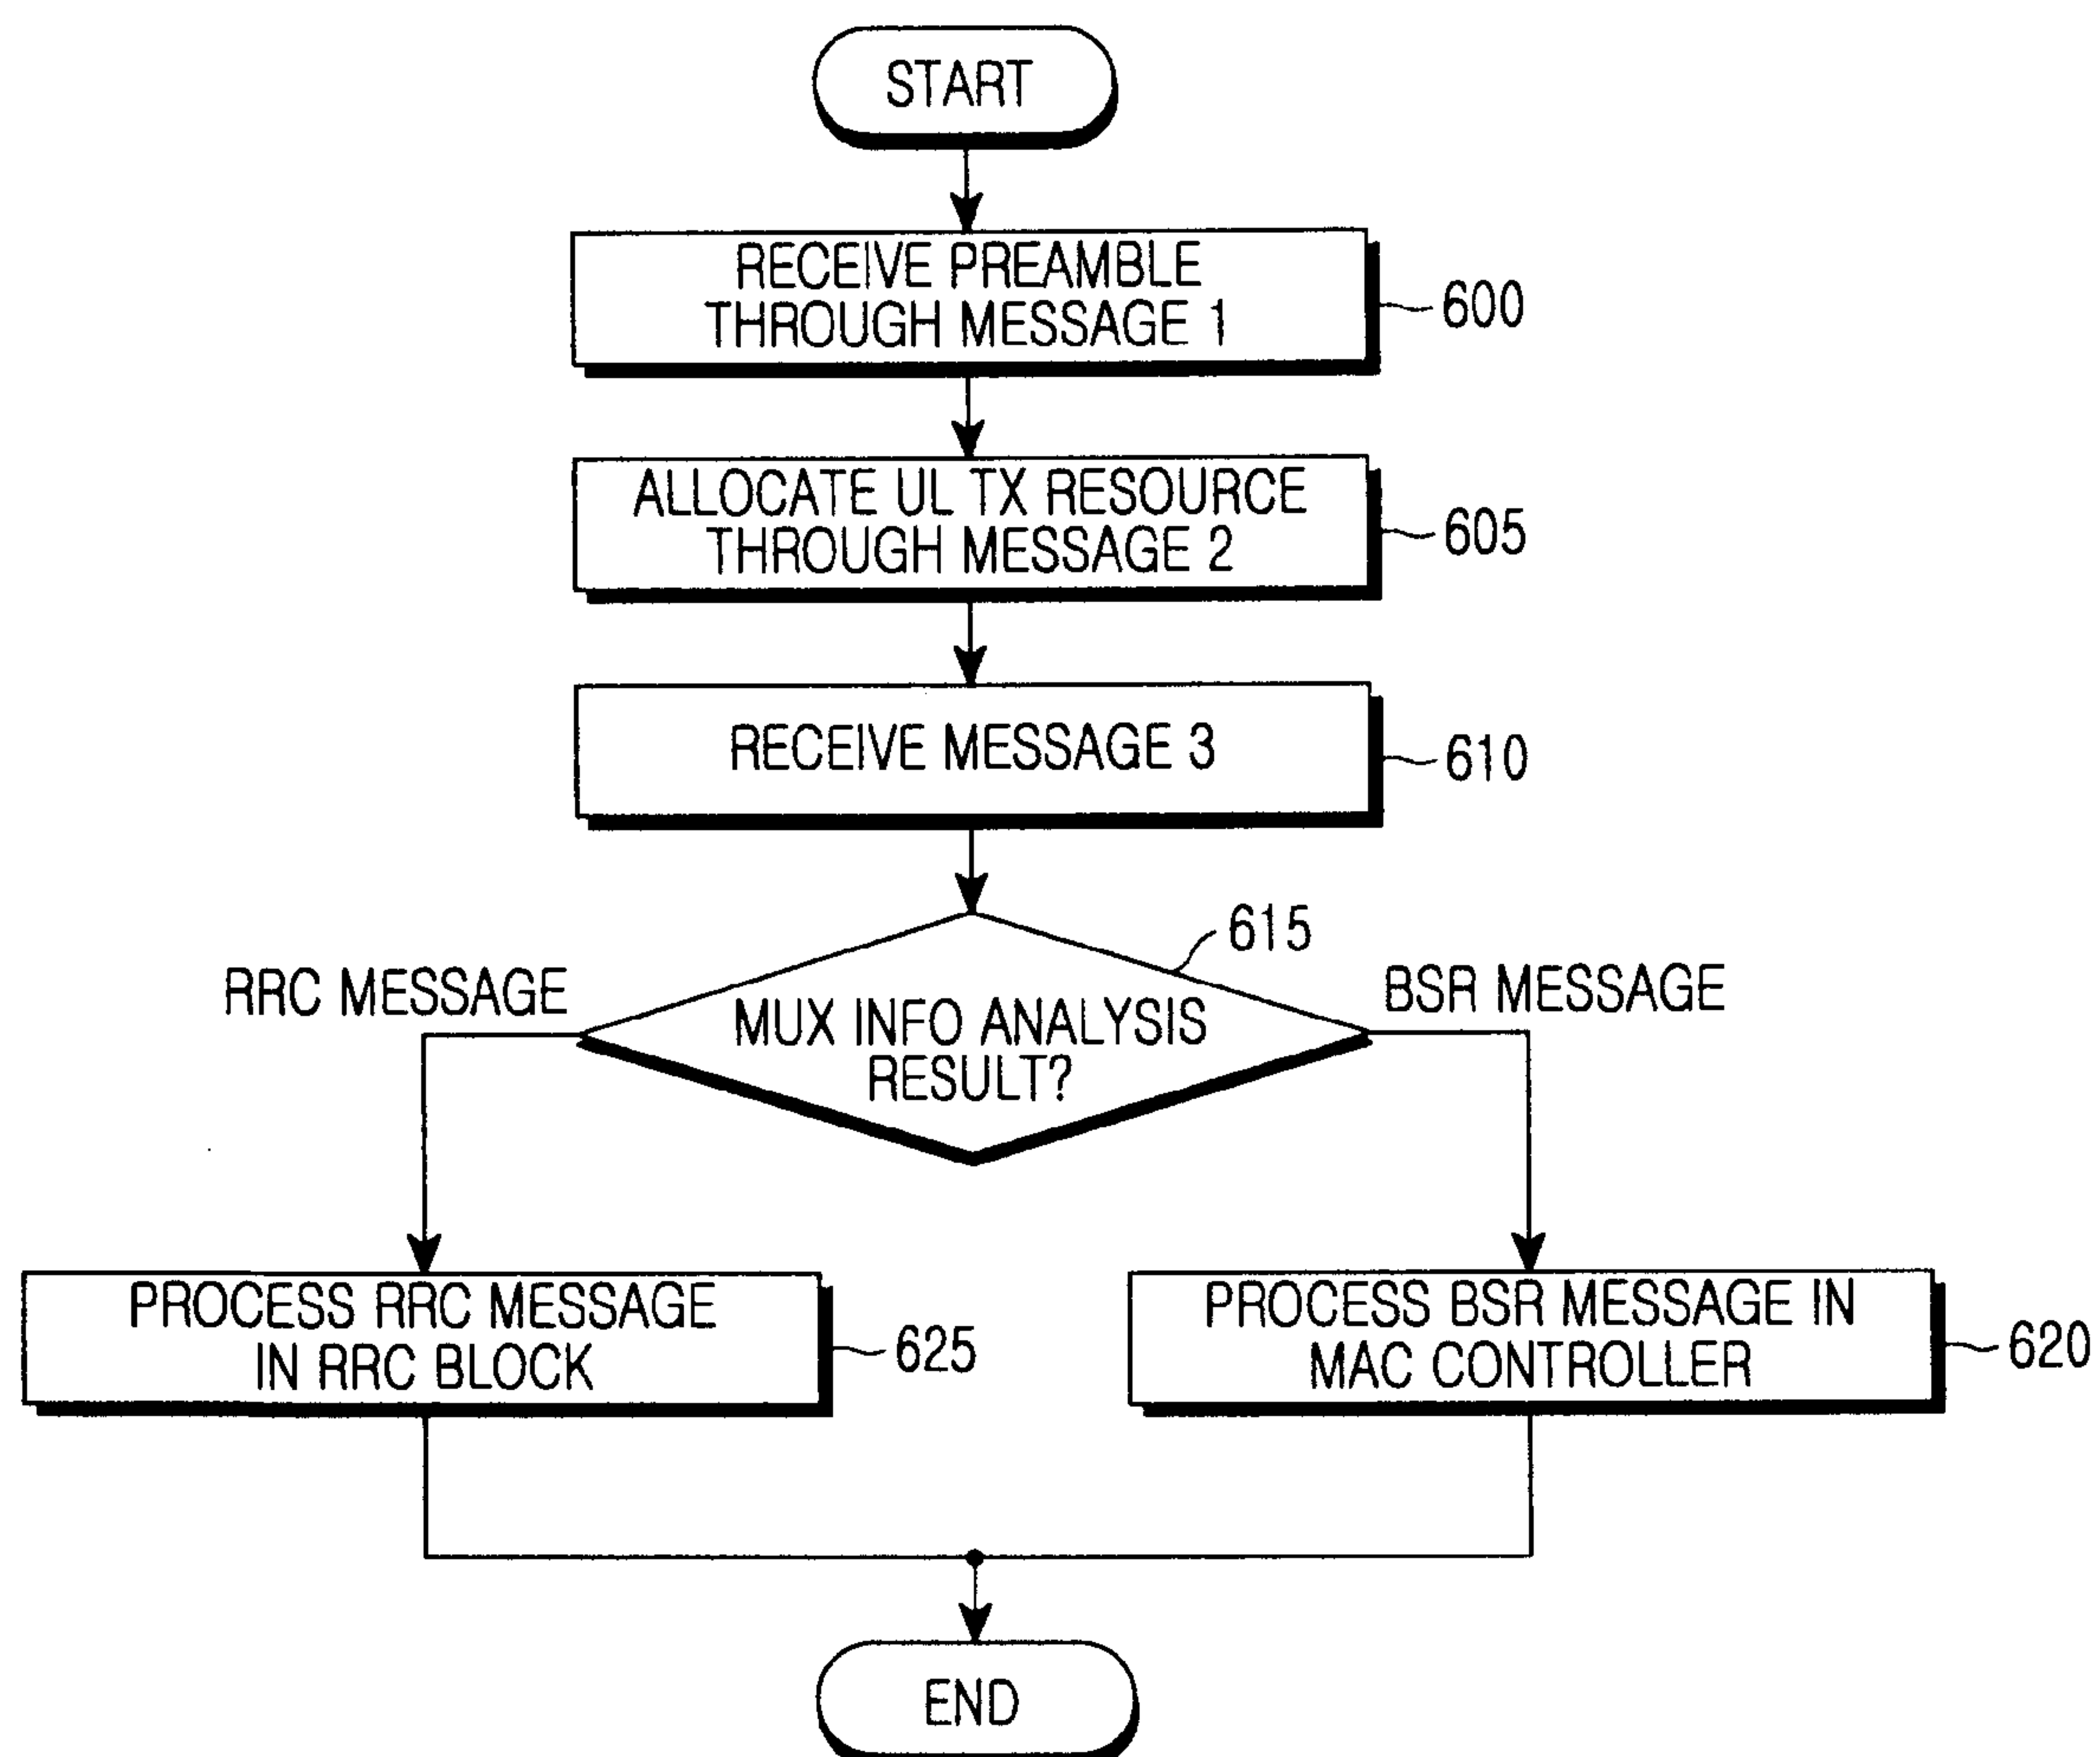 START
RECEIVE PREAMBLE
THROUGH MESSAGE 1
600
ALLOCATE UL TX RESOURCE
THROUGH MESSAGE 2
605
RECEIVE MESSAGE 3
610
615
RRC MESSAGE
BSR MESSAGE
MUX INFO ANALYSIS
RESULT?
PROCESS RRC MESSAGE
IN RRC BLOCK
625
PROCESS BSR MESSAGE IN
MAC CONTROLLER
620
END